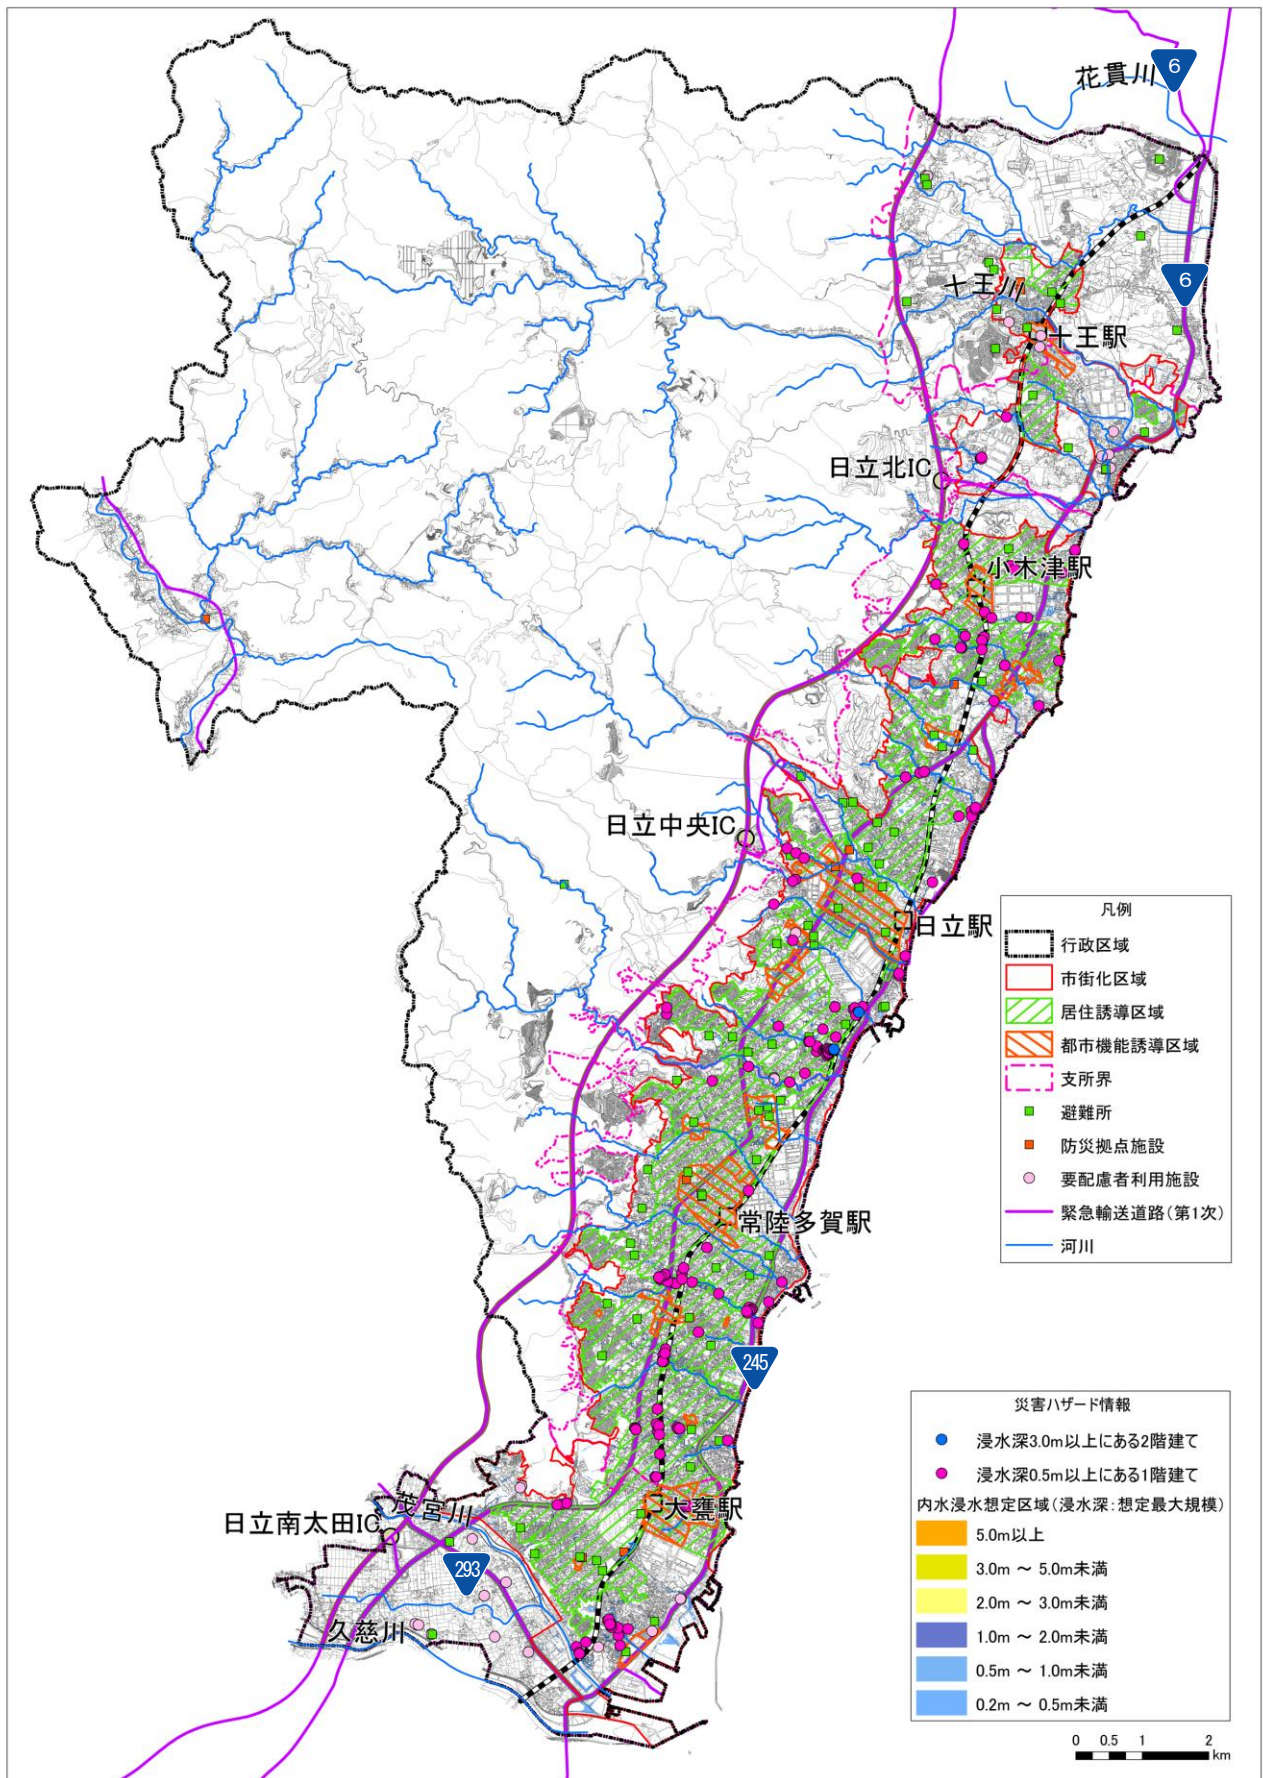 花貫川
6
6
十王川
十王駅
日立北IC
小木津駅
日立中央IC
日立駅
常陸多賀駅
245
大甕駅
茂宮川
日立南太田IC
293
久慈川
凡例
行政区域
市街化区域
居住誘導区域
都市機能誘導区域
支所界
避難所
防災拠点施設
要配慮者利用施設
緊急輸送道路(第1次)
河川
災害ハザード情報
浸水深3.0m以上にある2階建て
浸水深0.5m以上にある1階建て
内水浸水想定区域(浸水深:想定最大規模)
5.0m以上
3.0m ～ 5.0m未満
2.0m ～ 3.0m未満
1.0m ～ 2.0m未満
0.5m ～ 1.0m未満
0.2m ～ 0.5m未満
0 0.5 1 2
km